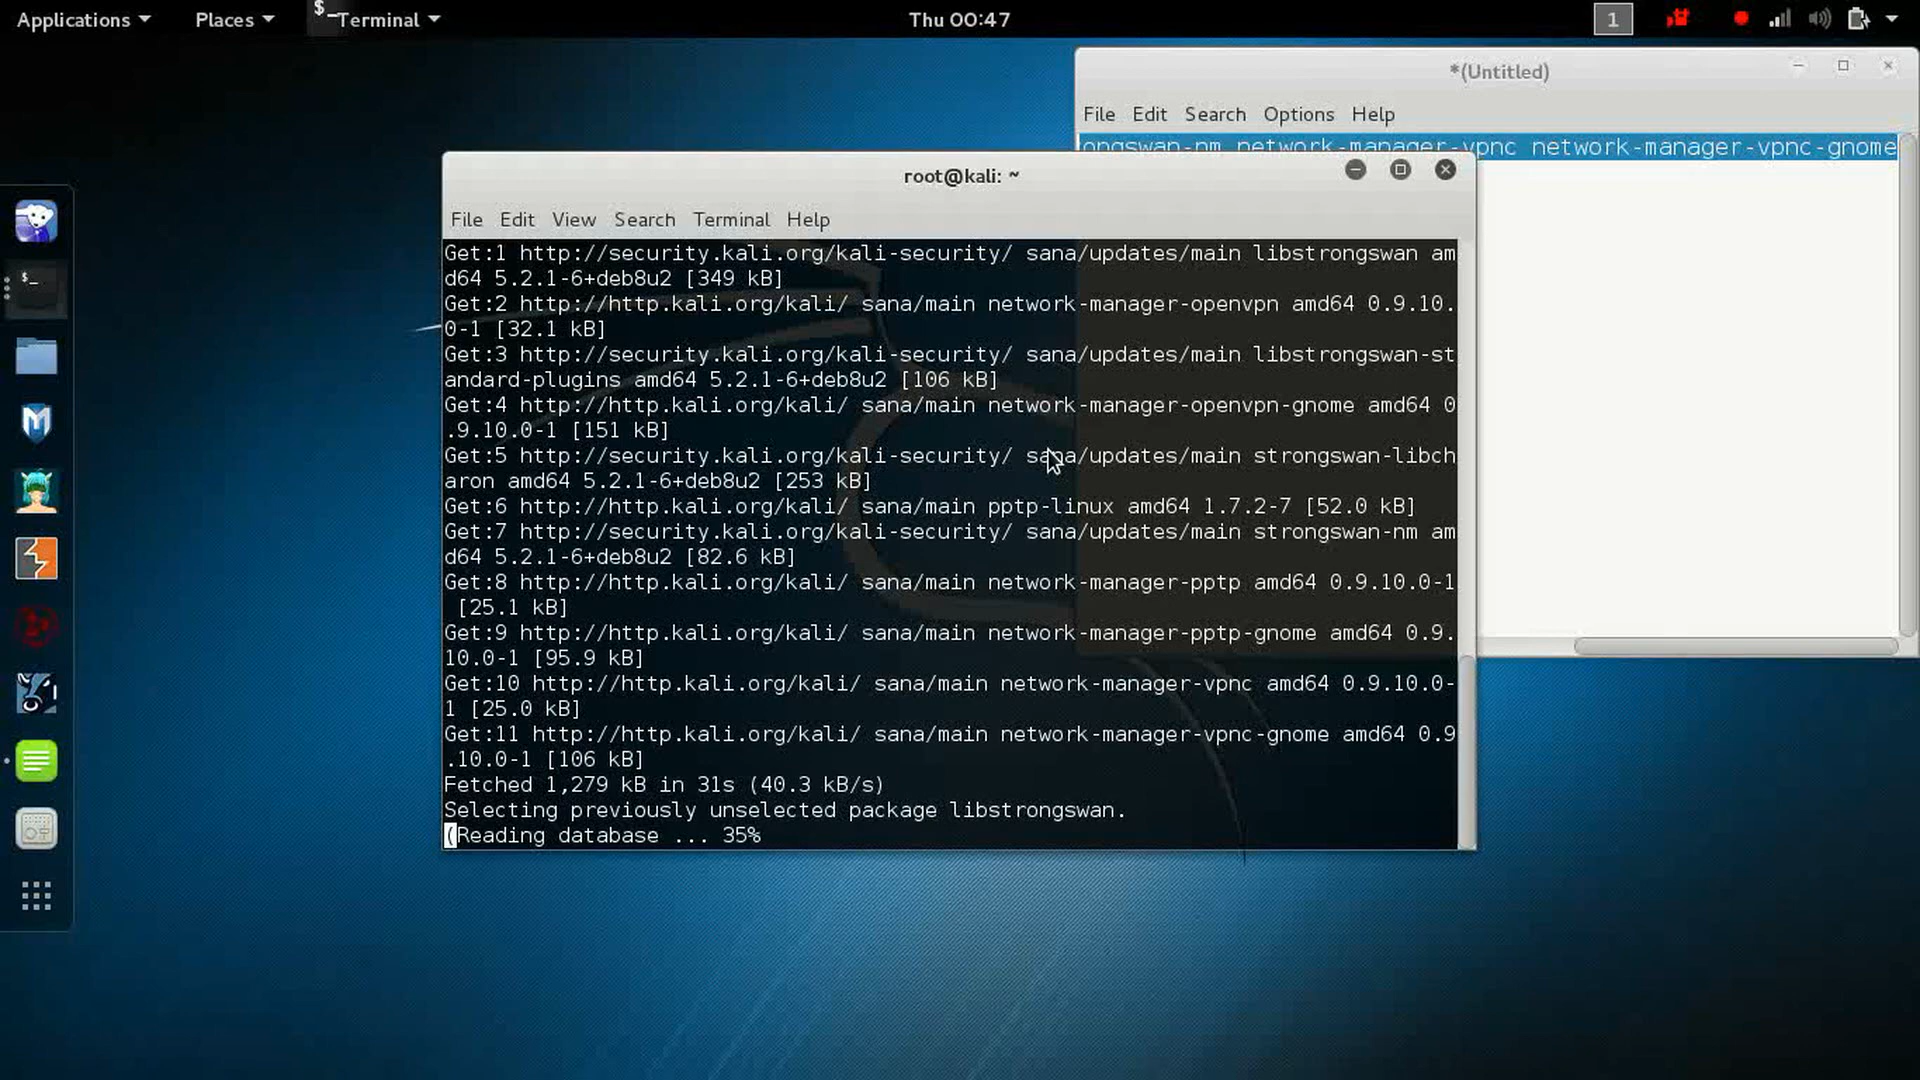 Applications Places Terminal Thu 00:47 1
*(Untitled)
File Edit Search Options Help
ongswan-nm network-manager-vpnc network-manager-vpnc-gnome
root@kali: ~
File Edit View Search Terminal Help
Get:1 http://security.kali.org/kali-security/ sana/updates/main libstrongswan am
d64 5.2.1-6+deb8u2 [349 kB]
Get:2 http://http.kali.org/kali/ sana/main network-manager-openvpn amd64 0.9.10.
0-1 [32.1 kB]
Get:3 http://security.kali.org/kali-security/ sana/updates/main libstrongswan-st
andard-plugins amd64 5.2.1-6+deb8u2 [106 kB]
Get:4 http://http.kali.org/kali/ sana/main network-manager-openvpn-gnome amd64 0
.9.10.0-1 [151 kB]
Get:5 http://security.kali.org/kali-security/ sana/updates/main strongswan-libch
aron amd64 5.2.1-6+deb8u2 [253 kB]
Get:6 http://http.kali.org/kali/ sana/main pptp-linux amd64 1.7.2-7 [52.0 kB]
Get:7 http://security.kali.org/kali-security/ sana/updates/main strongswan-nm am
d64 5.2.1-6+deb8u2 [82.6 kB]
Get:8 http://http.kali.org/kali/ sana/main network-manager-pptp amd64 0.9.10.0-1
[25.1 kB]
Get:9 http://http.kali.org/kali/ sana/main network-manager-pptp-gnome amd64 0.9.
10.0-1 [95.9 kB]
Get:10 http://http.kali.org/kali/ sana/main network-manager-vpnc amd64 0.9.10.0-
1 [25.0 kB]
Get:11 http://http.kali.org/kali/ sana/main network-manager-vpnc-gnome amd64 0.9
.10.0-1 [106 kB]
Fetched 1,279 kB in 31s (40.3 kB/s)
Selecting previously unselected package libstrongswan.
(Reading database ... 35%